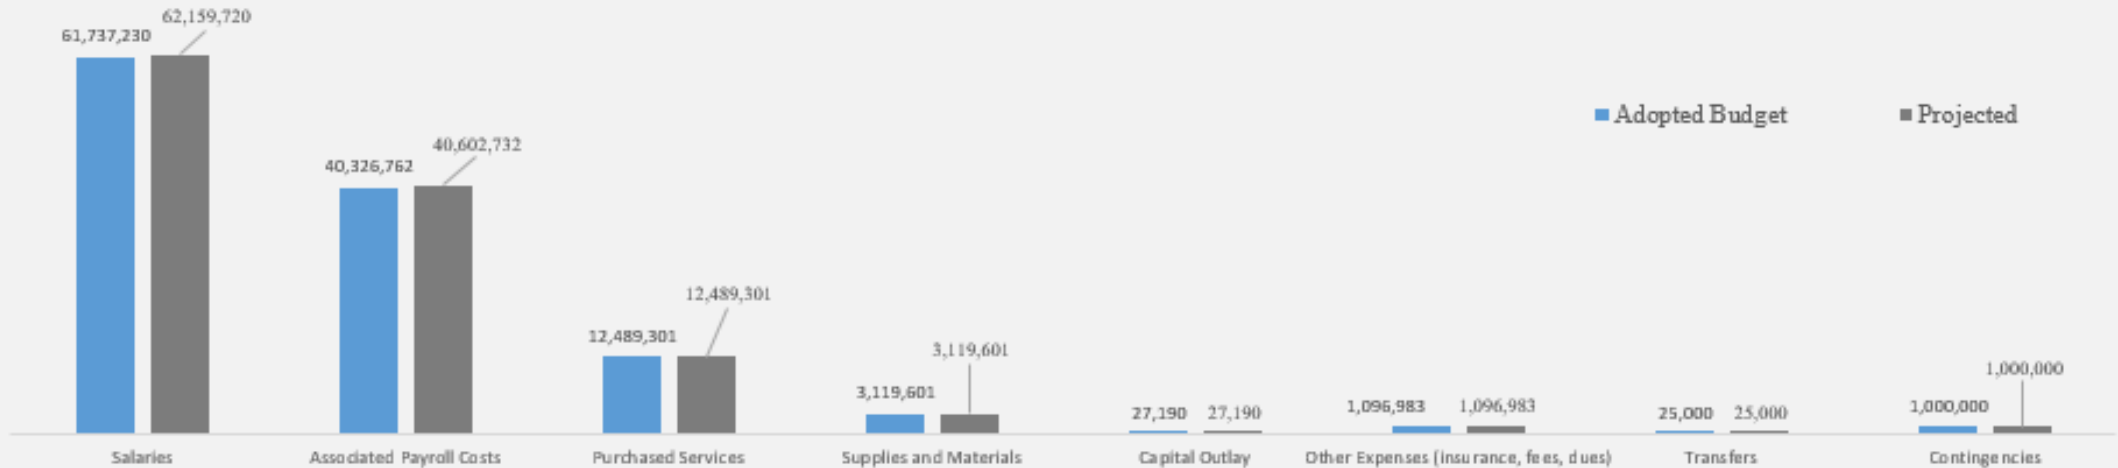 62,159,720
61,737,230
Adopted Budget
Projected
40,602,732
40,326,762
12,489,301
12,489,301
3,119,601
3,119,601
27,190
27,190
1,096,983
1,096,983
25,000
25,000
1,000,000
1,000,000
Salaries
Associated Payroll Costs
Purchased Services
Supplies and Materials
Capital Outlay
Other Expenses (insurance, fees, dues)
Transfers
Contingencies